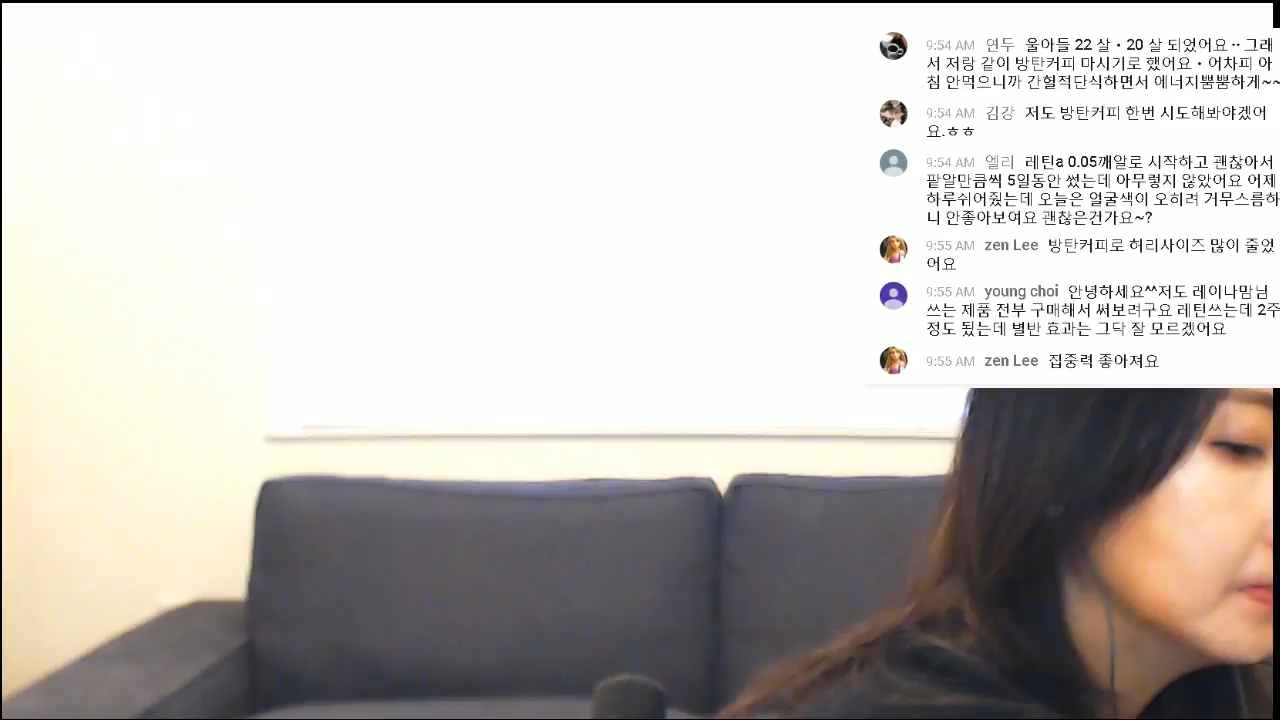 9:54 AM 연두 울아들 22 살 · 20 살 되었어요 ·· 그래
서 저랑 같이 방탄커피 마시기로 했어요 · 어차피 아
침 안먹으니까 간헐적단식하면서 에너지뿜뿜하게~~
9:54 AM 김강 저도 방탄커피 한번 시도해봐야겠어
요.ㅎㅎ
9:54 AM 엘리 레틴a 0.05깨알로 시작하고 괜찮아서
팥알만큼씩 5일동안 썼는데 아무렇지 않았어요 어제
하루쉬어줬는데 오늘은 얼굴색이 오히려 거무스름하
니 안좋아보여요 괜찮은건가요~?
9:55 AM zen Lee 방탄커피로 허리사이즈 많이 줄었
어요
9:55 AM young choi 안녕하세요^^저도 레이나맘님
쓰는 제품 전부 구매해서 써보려구요 레틴쓰는데 2주
정도 됬는데 별반 효과는 그닥 잘 모르겠어요
9:55 AM zen Lee 집중력 좋아져요